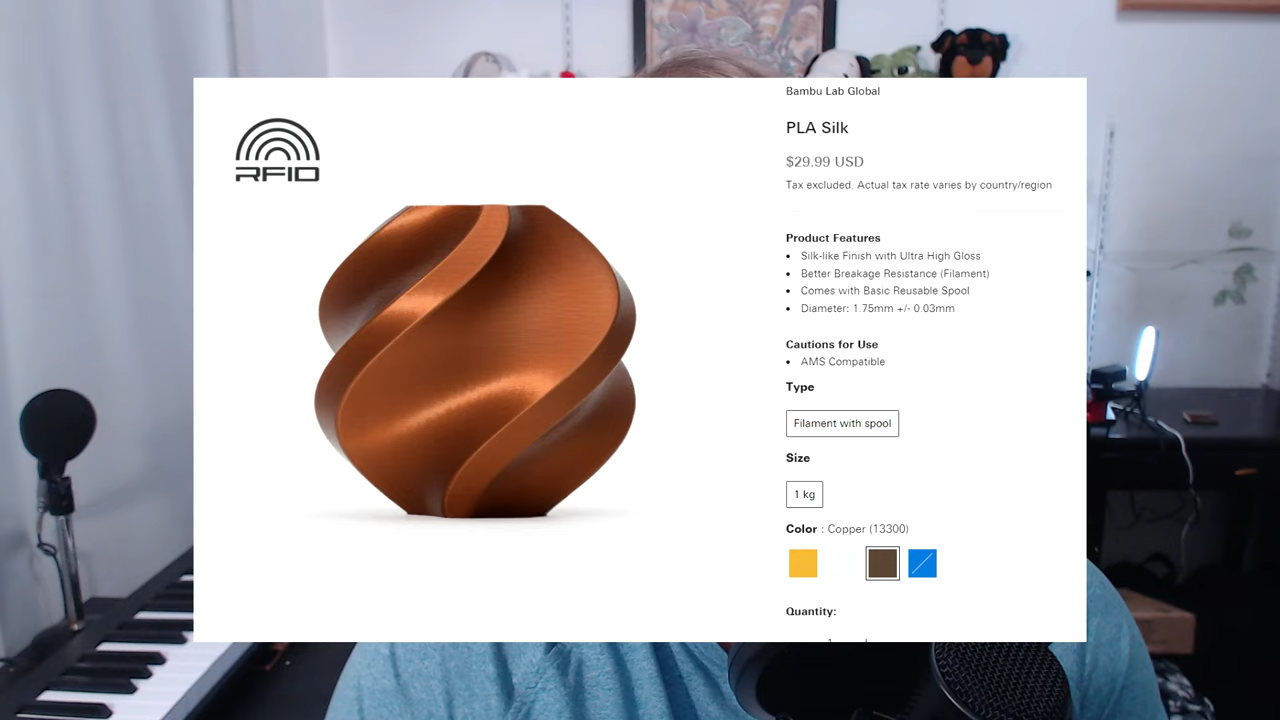 RFID
Bambu Lab Global
PLA Silk
$29.99 USD
Tax excluded. Actual tax rate varies by country/region
Product Features
• Silk-like Finish with Ultra High Gloss
• Better Breakage Resistance (Filament)
• Comes with Basic Reusable Spool
• Diameter: 1.75mm +/- 0.03mm
Cautions for Use
• AMS Compatible
Type
Filament with spool
Size
1 kg
Color : Copper (13300)
Quantity: